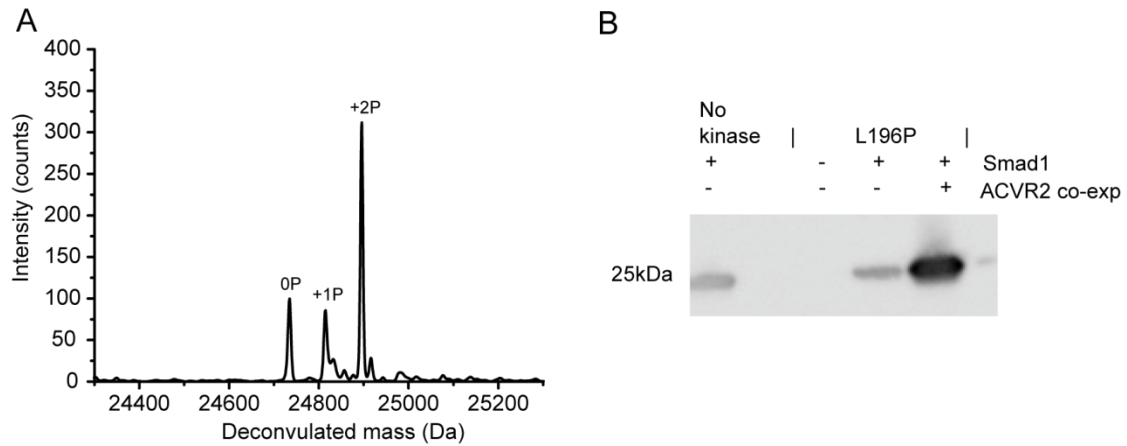 A
Intensity (counts)
400
350
300
250
200
150
100
50
0
0P
+1P
+2P
24400 24600 24800 25000 25200
Deconvulated mass (Da)
B
No
kinase | L196P |
+ - + + Smad1
- - - + ACVR2 co-exp
25kDa